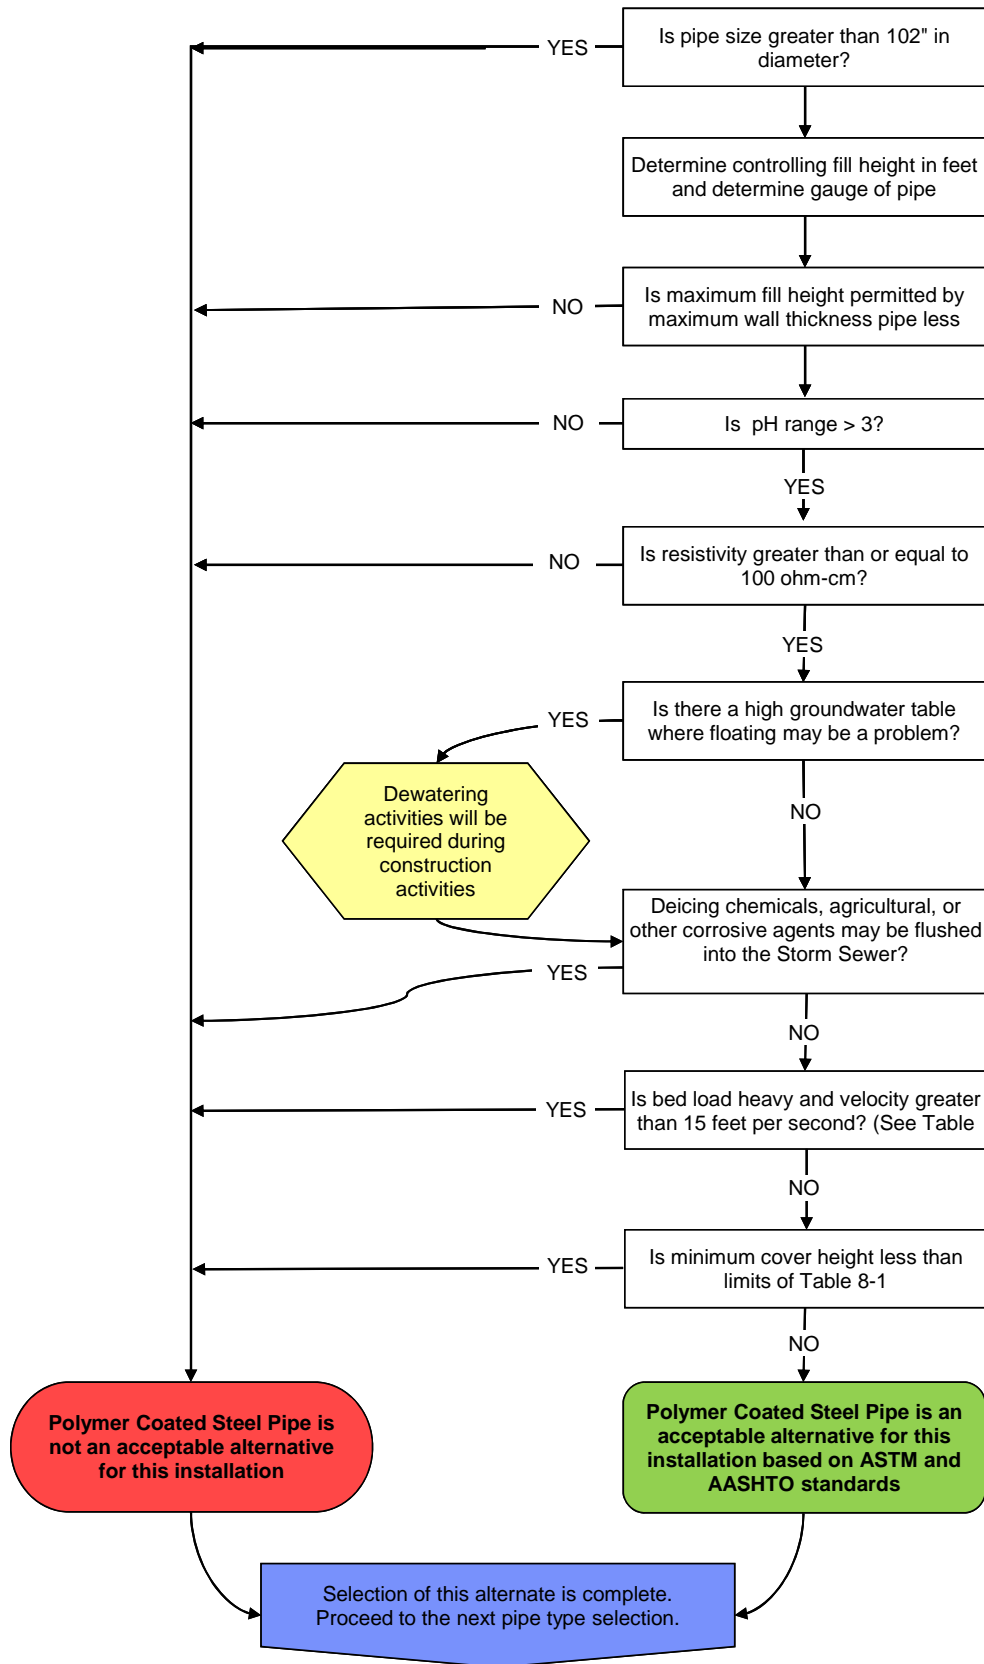 YES
Is pipe size greater than 102" in
diameter?
Determine controlling fill height in feet
and determine gauge of pipe
NO
Is maximum fill height permitted by
maximum wall thickness pipe less
NO
Is pH range > 3?
YES
NO
Is resistivity greater than or equal to
100 ohm-cm?
YES
YES
Is there a high groundwater table
where floating may be a problem?
Dewatering
activities will be
required during
construction
activities
NO
Deicing chemicals, agricultural, or
other corrosive agents may be flushed
into the Storm Sewer?
YES
NO
YES
Is bed load heavy and velocity greater
than 15 feet per second? (See Table
NO
YES
Is minimum cover height less than
limits of Table 8-1
NO
Polymer Coated Steel Pipe is
not an acceptable alternative
for this installation
Polymer Coated Steel Pipe is an
acceptable alternative for this
installation based on ASTM and
AASHTO standards
Selection of this alternate is complete.
Proceed to the next pipe type selection.